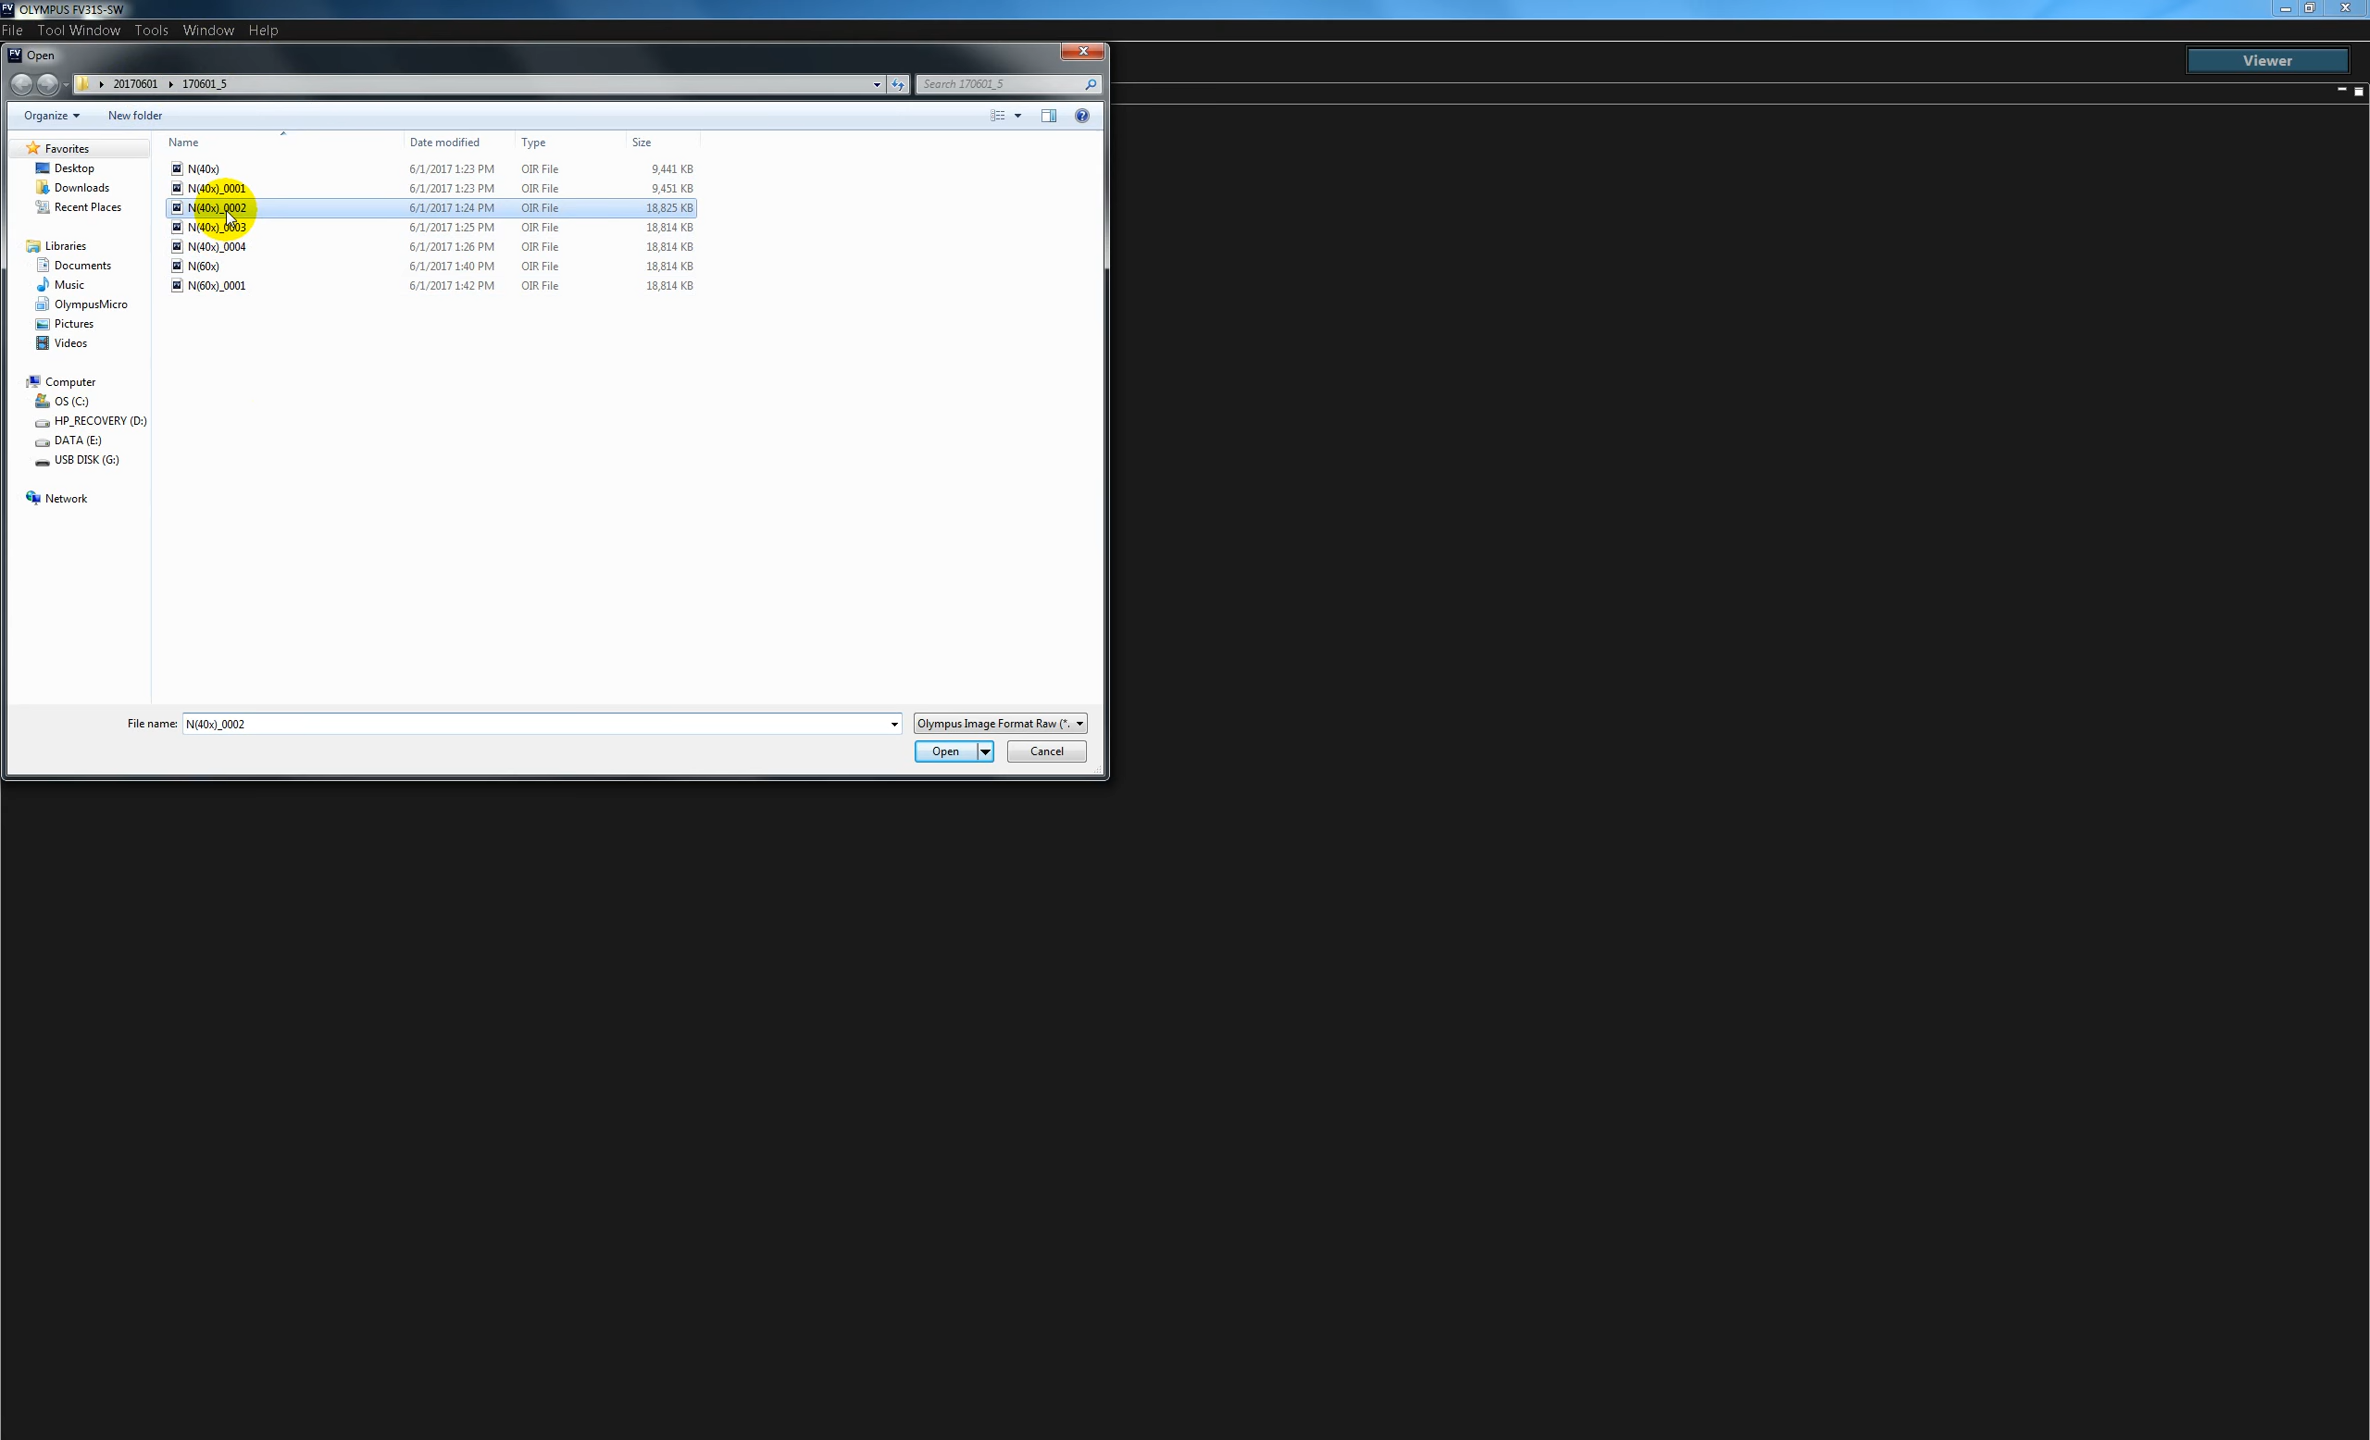 OLYMPUS FV31S-SW
File Tool Window Tools Window Help
Open
Viewer
20170601 170601_5 Search 170601_5
Organize New folder
Name Date modified Type Size
N(40x) 6/1/2017 1:23 PM OIR File 9,441 KB
N(40x)_0001 6/1/2017 1:23 PM OIR File 9,451 KB
N(40x)_0002 6/1/2017 1:24 PM OIR File 18,825 KB
N(40x)_0003 6/1/2017 1:25 PM OIR File 18,814 KB
N(40x)_0004 6/1/2017 1:26 PM OIR File 18,814 KB
N(60x) 6/1/2017 1:40 PM OIR File 18,814 KB
N(60x)_0001 6/1/2017 1:42 PM OIR File 18,814 KB
Favorites
Desktop
Downloads
Recent Places
Libraries
Documents
Music
OlympusMicro
Pictures
Videos
Computer
OS (C:)
HP_RECOVERY (D:)
DATA (E:)
USB DISK (G:)
Network
File name: N(40x)_0002 Olympus Image Format Raw (*.
Open Cancel